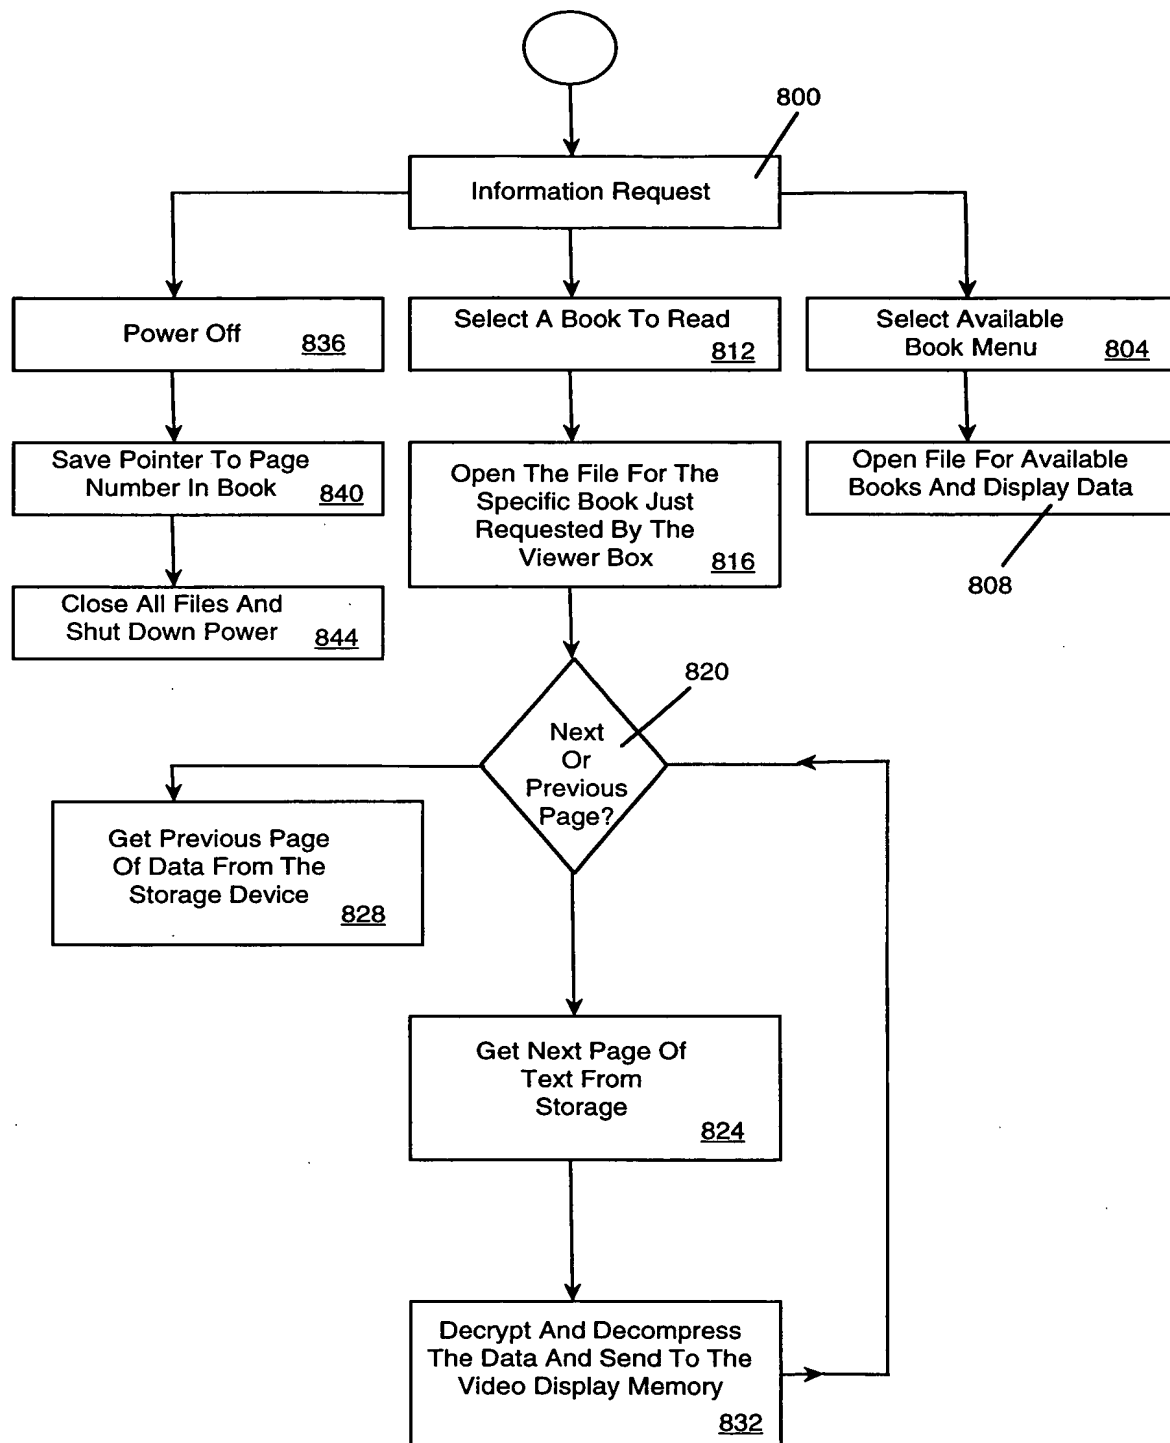 800
Information Request
Power Off
836
Select A Book To Read
812
Select Available
Book Menu
804
Save Pointer To Page
Number In Book
840
Open The File For The
Specific Book Just
Requested By The
Viewer Box
816
Open File For Available
Books And Display Data
808
Close All Files And
Shut Down Power
844
820
Next
Or
Previous
Page?
Get Previous Page
Of Data From The
Storage Device
828
Get Next Page Of
Text From
Storage
824
Decrypt And Decompress
The Data And Send To The
Video Display Memory
832